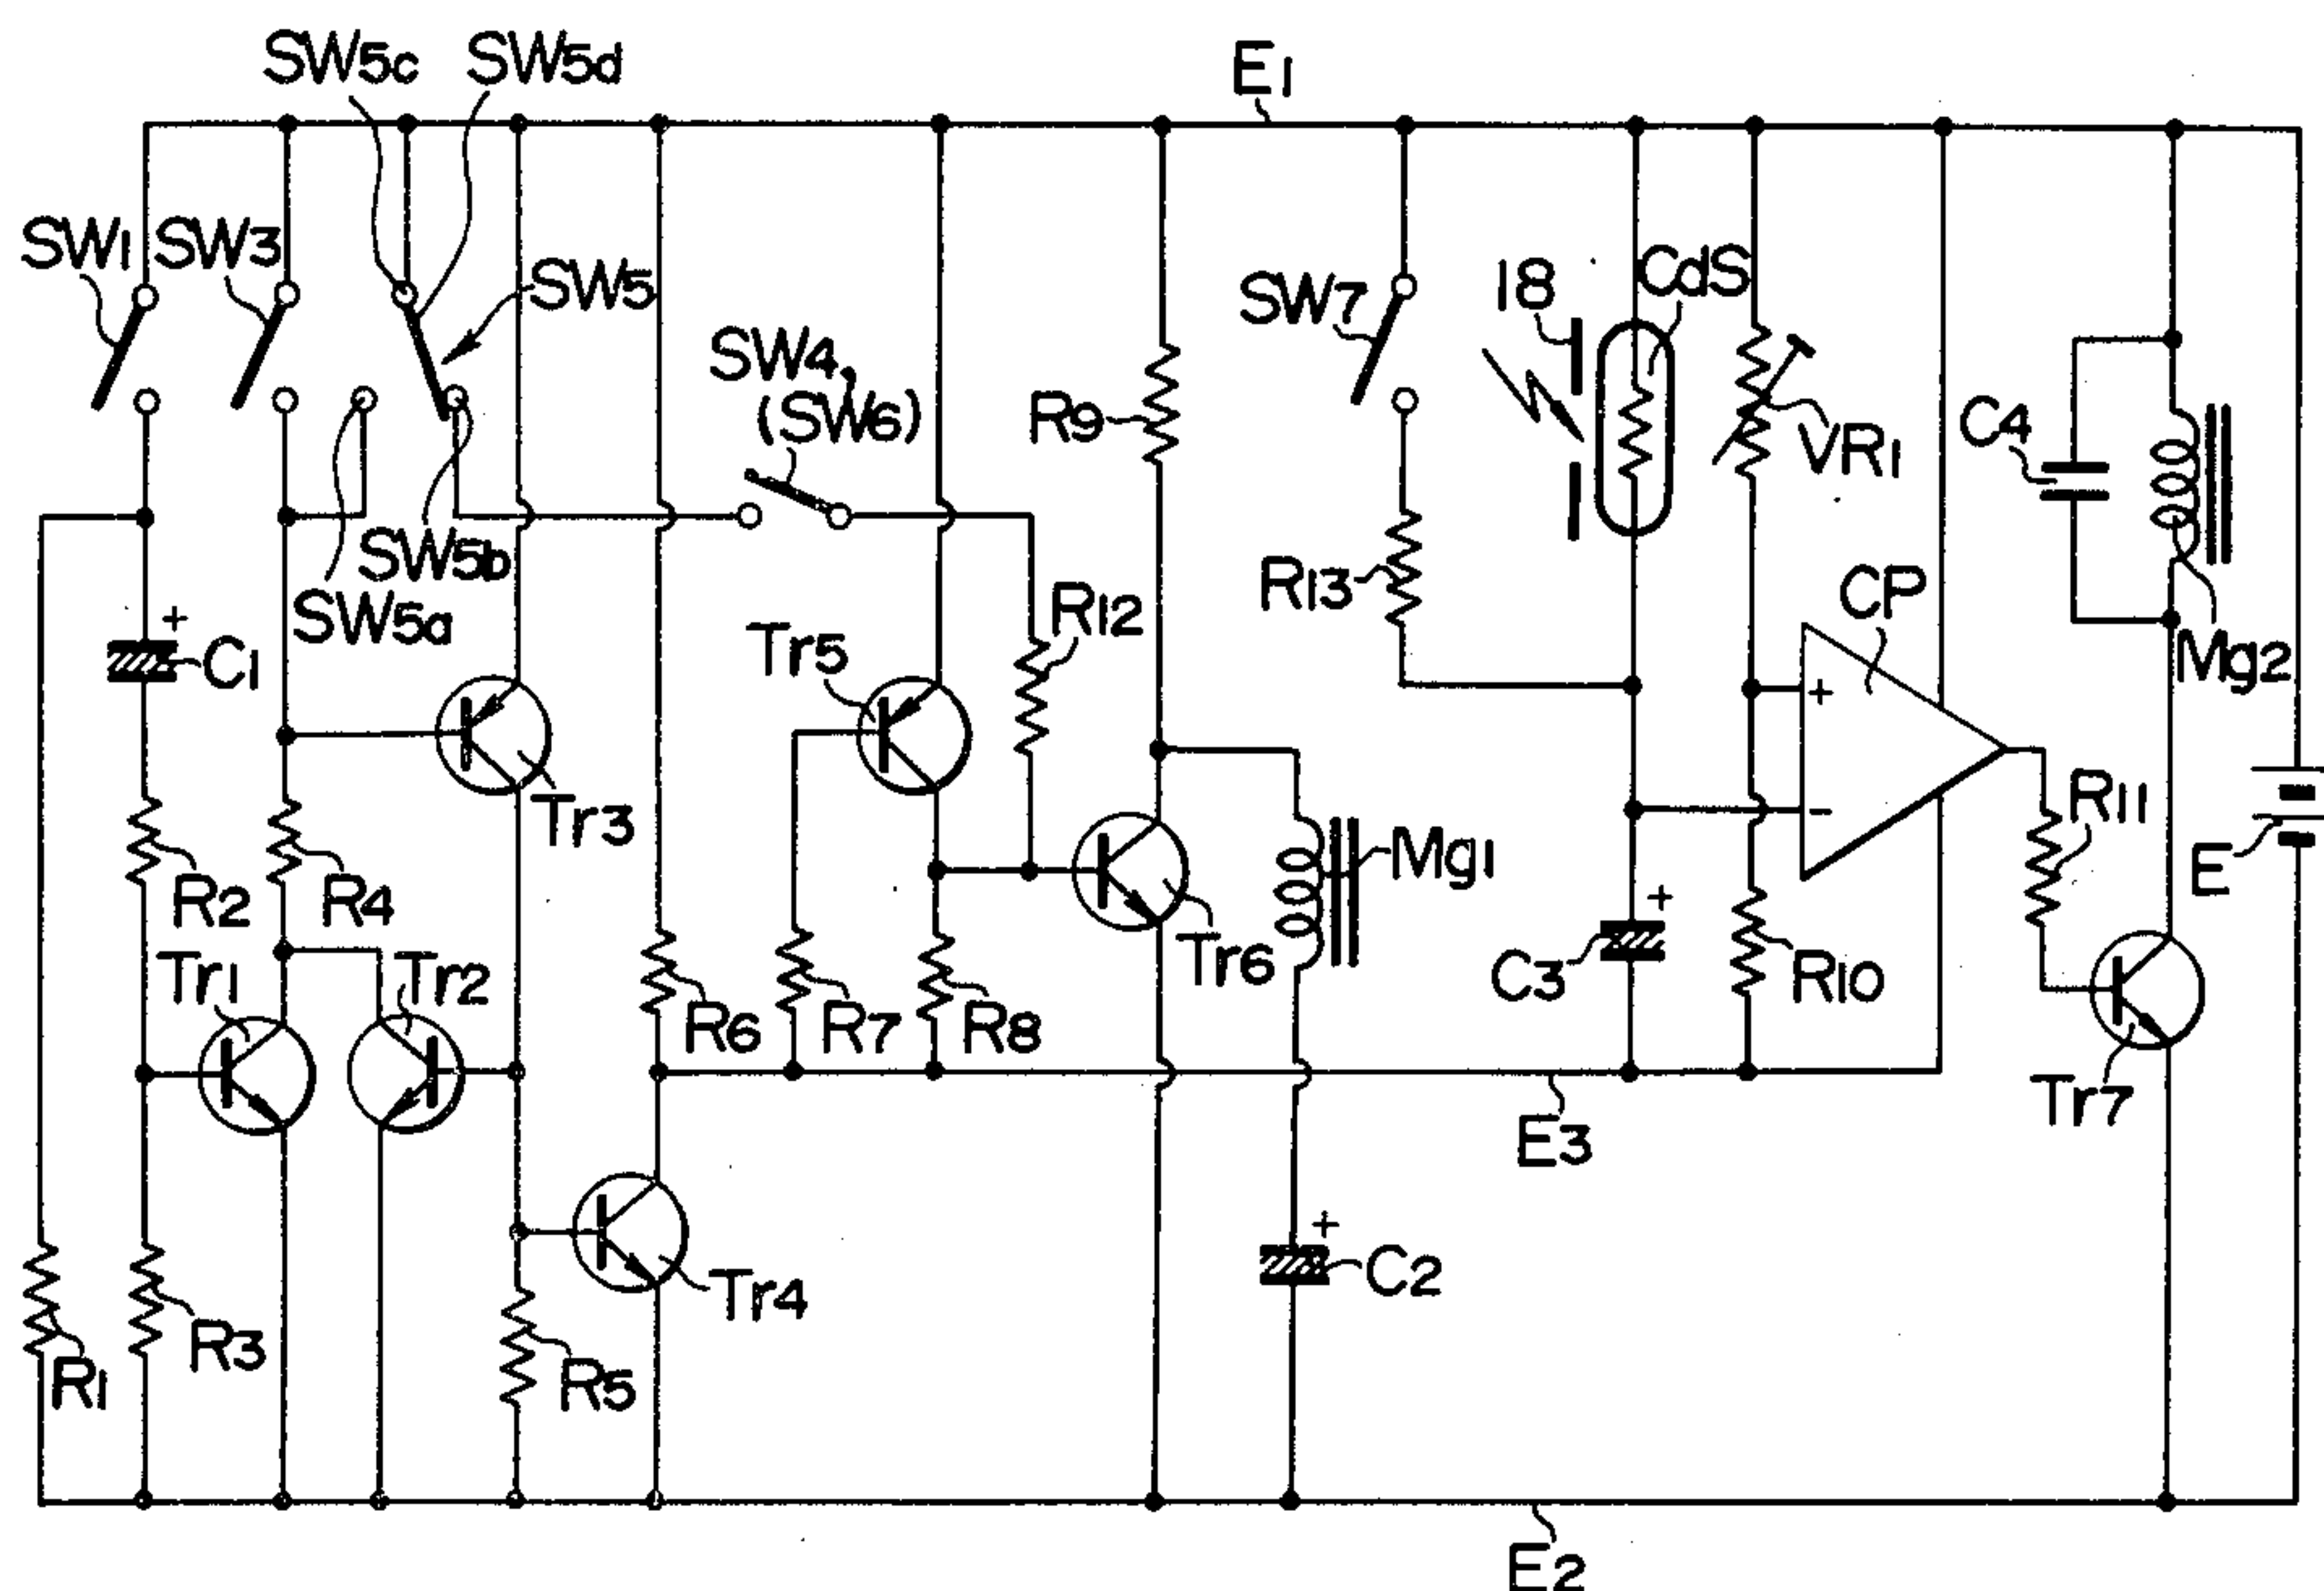 SW5c
SW5d
E1
SW1
SW3
SW5
SW4,
(SW6)
SW7
18
CdS
R9
VR1
C4
SW5b
SW5a
R13
R12
CP
+
C1
Tr5
+
Mg2
Tr3
-
R11
R2
R4
Mg1
E
Tr1
Tr2
+
Tr6
C3
R10
R6
R7
R8
Tr7
E3
+
C2
Tr4
R3
R1
R5
E2